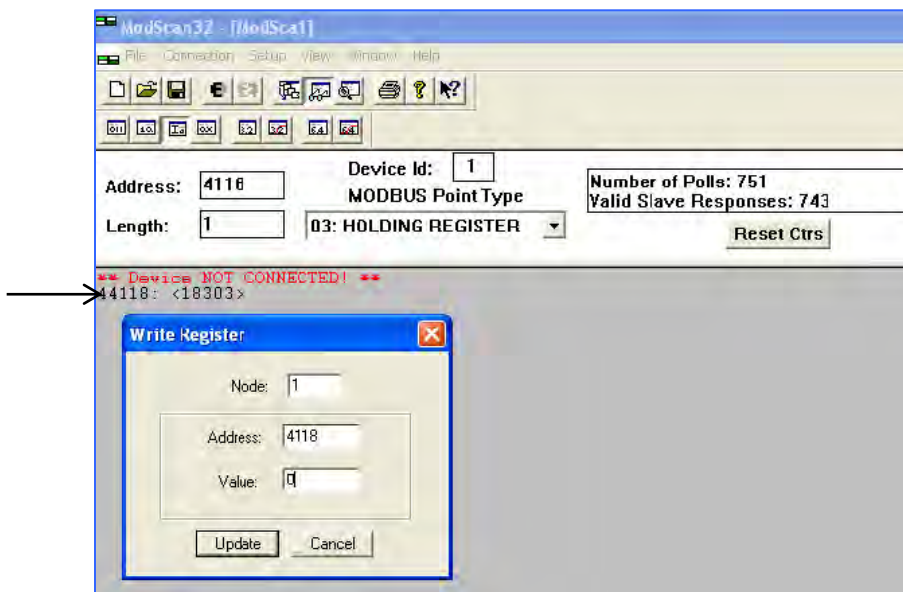 ModScan32 - [ModSca1]
File Connection Setup View Window Help
Address: 4118
Device Id: 1
MODBUS Point Type
Length: 1
03: HOLDING REGISTER
Number of Polls: 751
Valid Slave Responses: 743
Reset Ctrs
** Device NOT CONNECTED! **
44118: <18303>
Write Register
Node: 1
Address: 4118
Value: 0
Update Cancel